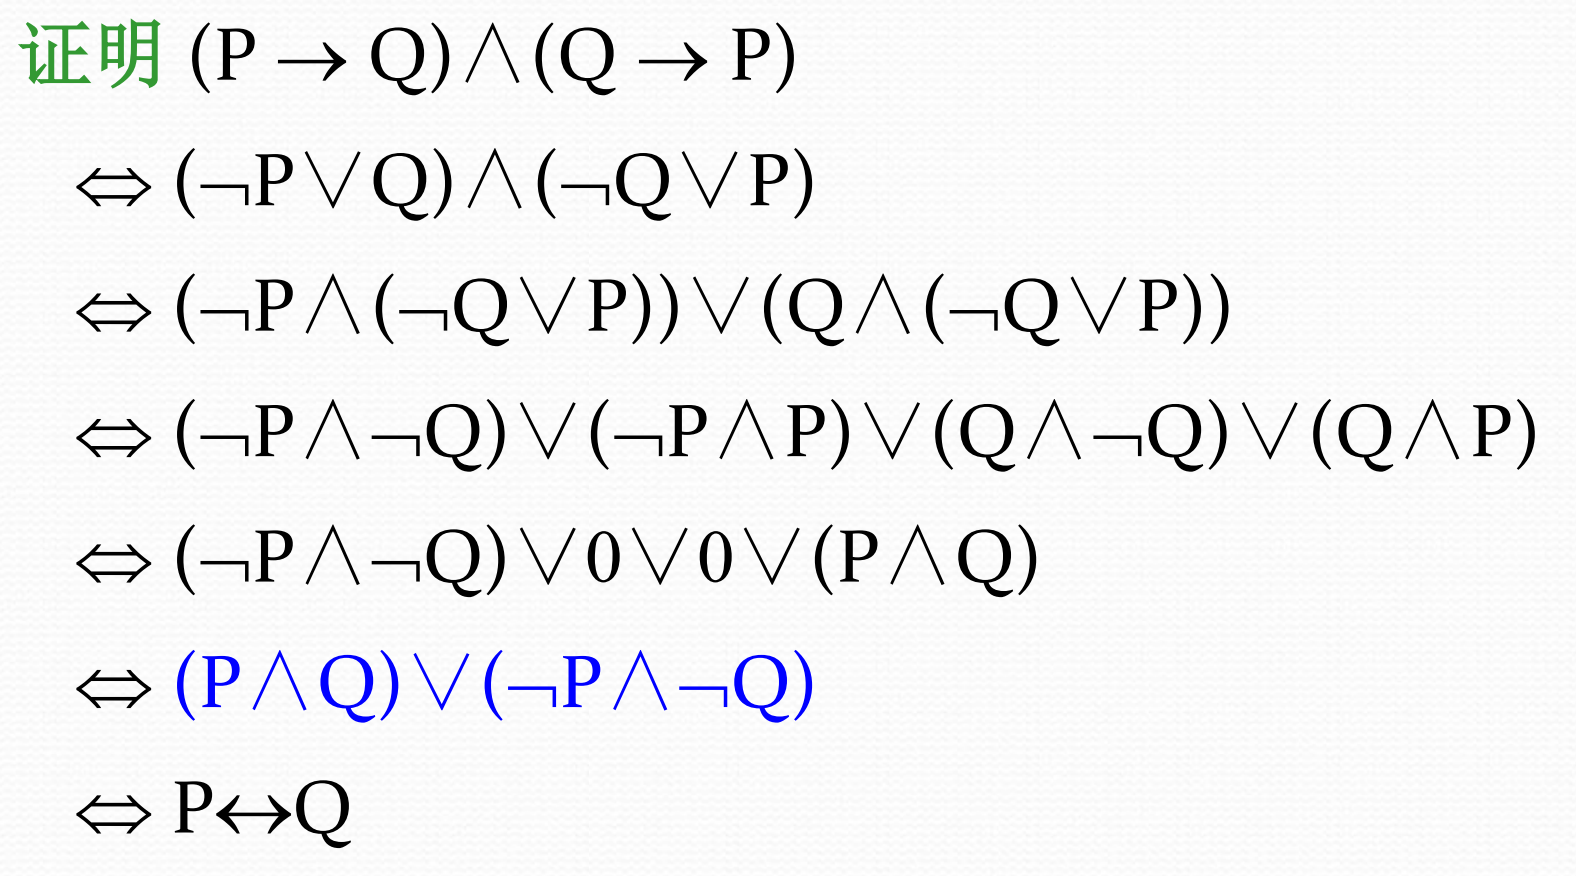 证明 (P → Q)∧(Q → P)
⇔ (¬P∨Q)∧(¬Q∨P)
⇔ (¬P∧(¬Q∨P))∨(Q∧(¬Q∨P))
⇔ (¬P∧¬Q)∨(¬P∧P)∨(Q∧¬Q)∨(Q∧P)
⇔ (¬P∧¬Q)∨0∨0∨(P∧Q)
⇔ (P∧Q)∨(¬P∧¬Q)
⇔ P↔Q